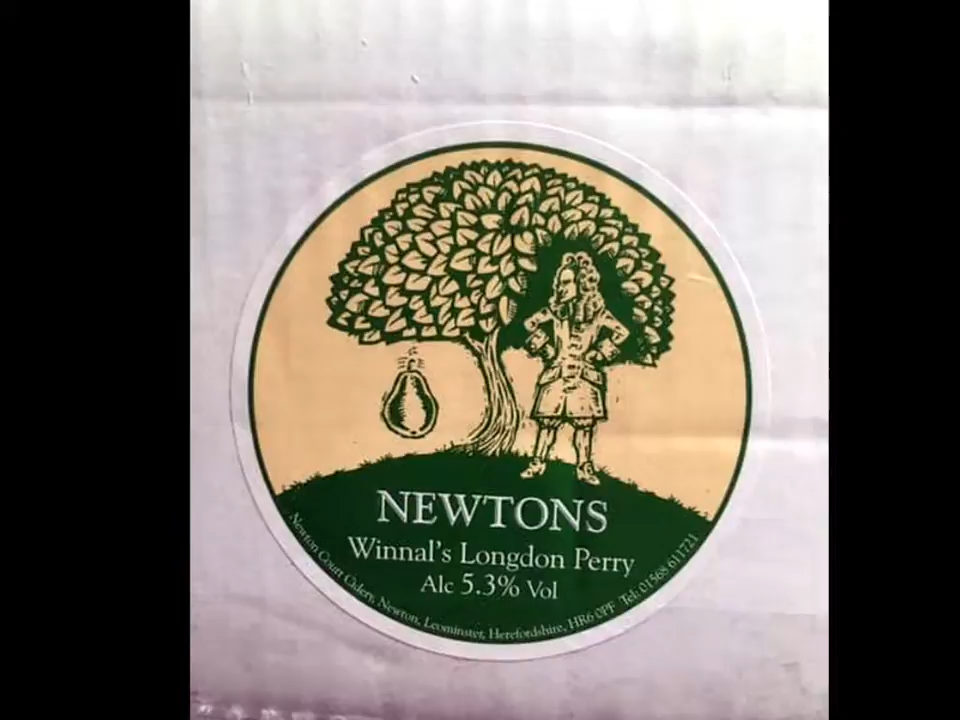 NEWTONS
Winnal's Longdon Perry
Alc 5.3% Vol
Newton Court Cidery, Newton, Leominster, Herefordshire, HR6 0PF Tel: 01568 611721